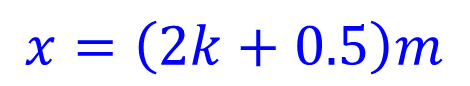 x = (2k + 0.5)m